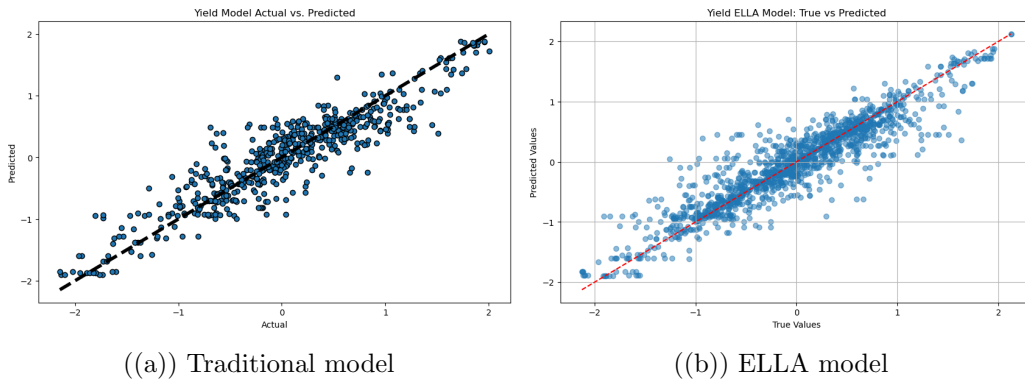 Yield Model Actual vs. Predicted
Predicted
2
1
0
−1
−2
−2
−1
0
1
2
Actual
((a)) Traditional model
Yield ELLA Model: True vs Predicted
Predicted Values
2
1
0
−1
−2
−2
−1
0
1
2
True Values
((b)) ELLA model